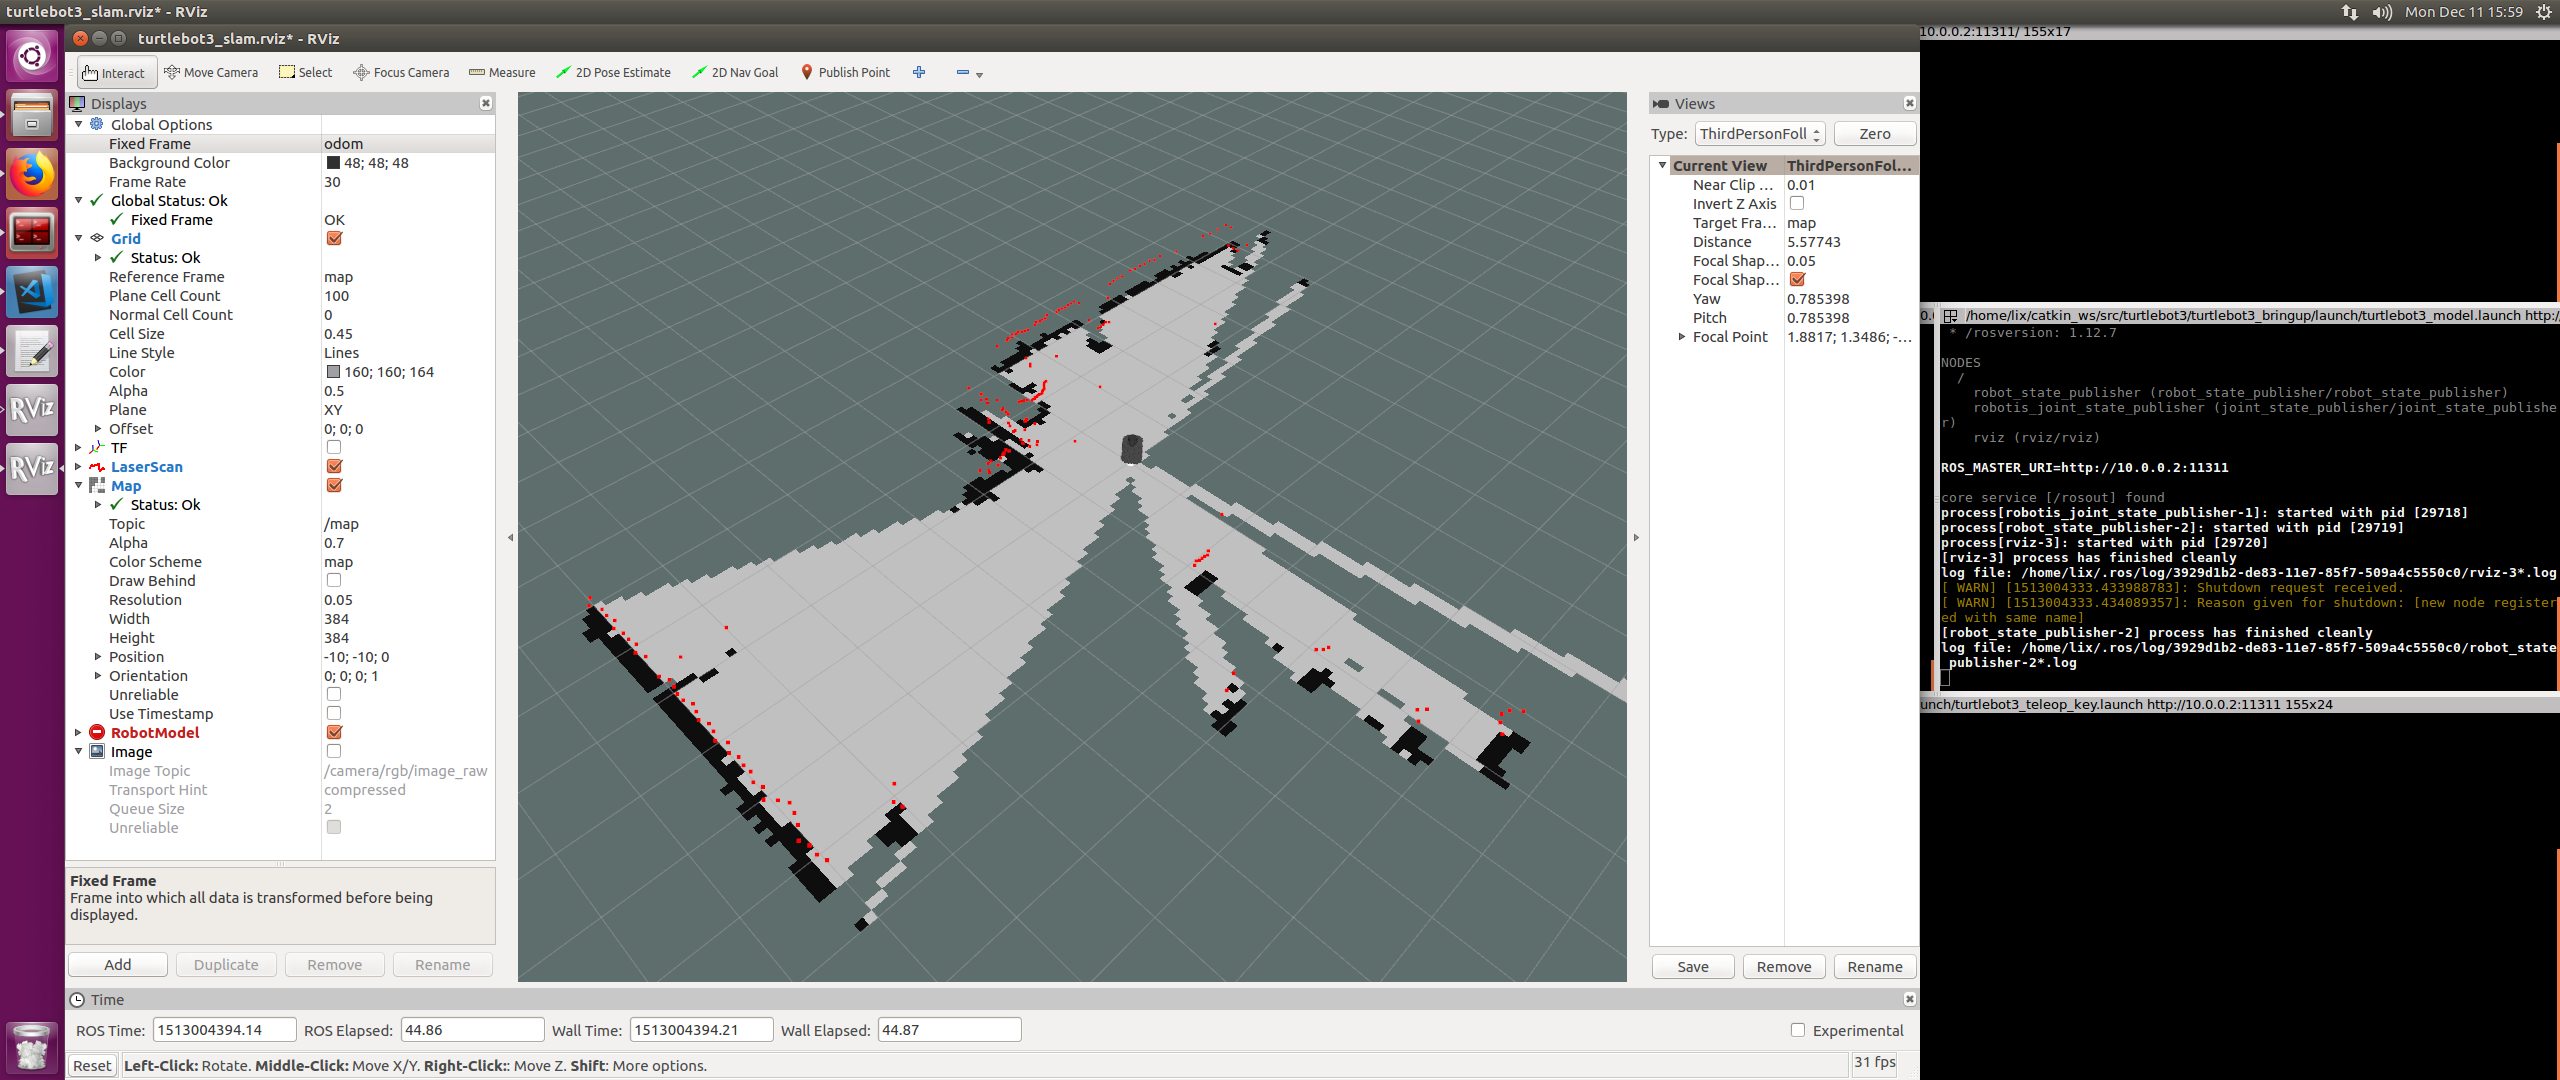 turtlebot3_slam.rviz* - RViz
Mon Dec 11 15:59
turtlebot3_slam.rviz* - RViz
Interact Move Camera Select Focus Camera Measure 2D Pose Estimate 2D Nav Goal Publish Point
Displays
Global Options
Fixed Frame odom
Background Color 48; 48; 48
Frame Rate 30
Global Status: Ok
Fixed Frame OK
Grid
Status: Ok
Reference Frame map
Plane Cell Count 100
Normal Cell Count 0
Cell Size 0.45
Line Style Lines
Color 160; 160; 164
Alpha 0.5
Plane XY
Offset 0; 0; 0
TF
LaserScan
Map
Status: Ok
Topic /map
Alpha 0.7
Color Scheme map
Draw Behind
Resolution 0.05
Width 384
Height 384
Position -10; -10; 0
Orientation 0; 0; 0; 1
Unreliable
Use Timestamp
RobotModel
Image
Image Topic /camera/rgb/image_raw
Transport Hint compressed
Queue Size 2
Unreliable
Fixed Frame
Frame into which all data is transformed before being
displayed.
Add Duplicate Remove Rename
RViz
RViz
Views
Type: ThirdPersonFoll Zero
Current View ThirdPersonFol...
Near Clip ... 0.01
Invert Z Axis
Target Fra... map
Distance 5.57743
Focal Shap... 0.05
Focal Shap...
Yaw 0.785398
Pitch 0.785398
Focal Point 1.8817; 1.3486; -...
Save Remove Rename
Time
ROS Time: 1513004394.14 ROS Elapsed: 44.86 Wall Time: 1513004394.21 Wall Elapsed: 44.87 Experimental
Reset Left-Click: Rotate. Middle-Click: Move X/Y. Right-Click:: Move Z. Shift: More options. 31 fps
10.0.0.2:11311/ 155x17
0.( /home/lix/catkin_ws/src/turtlebot3/turtlebot3_bringup/launch/turtlebot3_model.launch http:/
* /rosversion: 1.12.7
NODES
/
robot_state_publisher (robot_state_publisher/robot_state_publisher)
robotis_joint_state_publisher (joint_state_publisher/joint_state_publishe
r)
rviz (rviz/rviz)
ROS_MASTER_URI=http://10.0.0.2:11311
core service [/rosout] found
process[robotis_joint_state_publisher-1]: started with pid [29718]
process[robot_state_publisher-2]: started with pid [29719]
process[rviz-3]: started with pid [29720]
[rviz-3] process has finished cleanly
log file: /home/lix/.ros/log/3929d1b2-de83-11e7-85f7-509a4c5550c0/rviz-3*.log
[ WARN] [1513004333.433988783]: Shutdown request received.
[ WARN] [1513004333.434089357]: Reason given for shutdown: [new node register
ed with same name]
[robot_state_publisher-2] process has finished cleanly
log file: /home/lix/.ros/log/3929d1b2-de83-11e7-85f7-509a4c5550c0/robot_state
_publisher-2*.log
unch/turtlebot3_teleop_key.launch http://10.0.0.2:11311 155x24